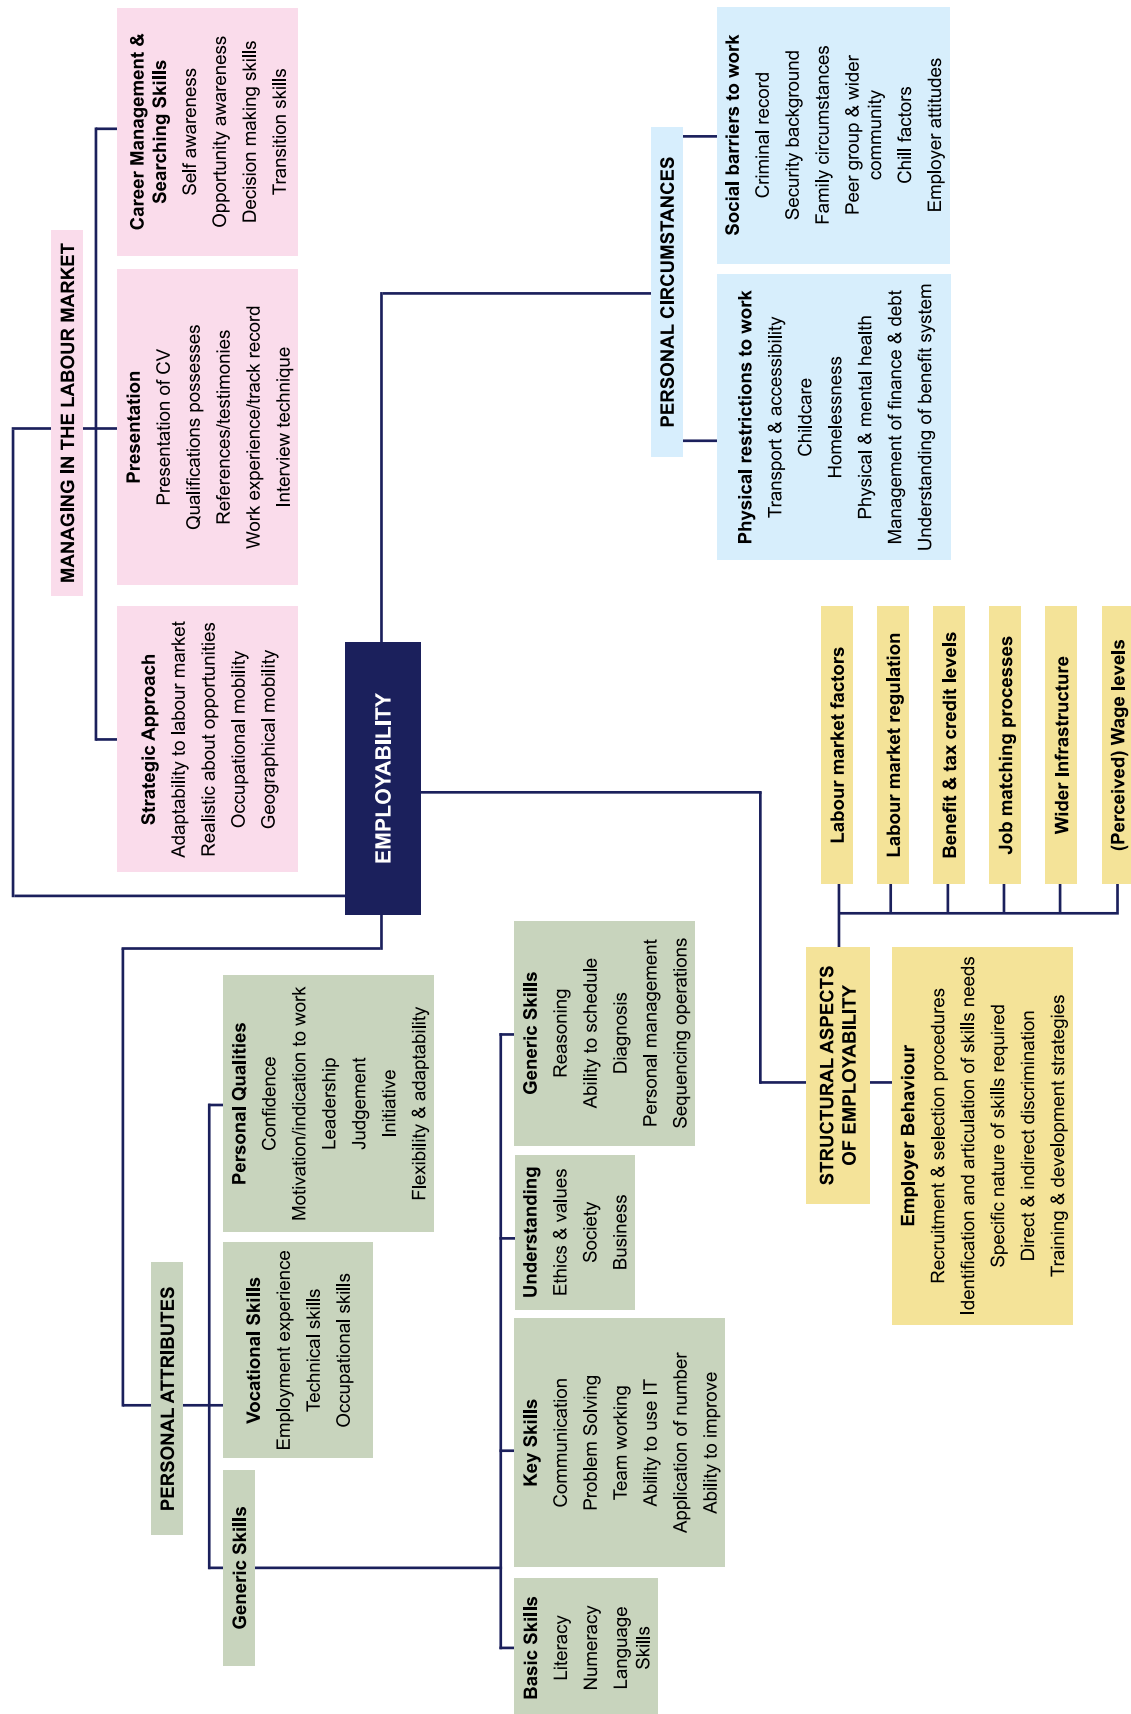 EMPLOYABILITY
PERSONAL ATTRIBUTES
Generic Skills
Vocational Skills
Employment experience
Technical skills
Occupational skills
Personal Qualities
Confidence
Motivation/indication to work
Leadership
Judgement
Initiative
Flexibility & adaptability
Basic Skills
Literacy
Numeracy
Language
Skills
Key Skills
Communication
Problem Solving
Team working
Ability to use IT
Application of number
Ability to improve
Understanding
Ethics & values
Society
Business
Generic Skills
Reasoning
Ability to schedule
Diagnosis
Personal management
Sequencing operations
MANAGING IN THE LABOUR MARKET
Strategic Approach
Adaptability to labour market
Realistic about opportunities
Occupational mobility
Geographical mobility
Presentation
Presentation of CV
Qualifications possesses
References/testimonies
Work experience/track record
Interview technique
Career Management &
Searching Skills
Self awareness
Opportunity awareness
Decision making skills
Transition skills
STRUCTURAL ASPECTS
OF EMPLOYABILITY
Employer Behaviour
Recruitment & selection procedures
Identification and articulation of skills needs
Specific nature of skills required
Direct & indirect discrimination
Training & development strategies
Labour market factors
Labour market regulation
Benefit & tax credit levels
Job matching processes
Wider Infrastructure
(Perceived) Wage levels
PERSONAL CIRCUMSTANCES
Physical restrictions to work
Transport & accessibility
Childcare
Homelessness
Physical & mental health
Management of finance & debt
Understanding of benefit system
Social barriers to work
Criminal record
Security background
Family circumstances
Peer group & wider
community
Chill factors
Employer attitudes